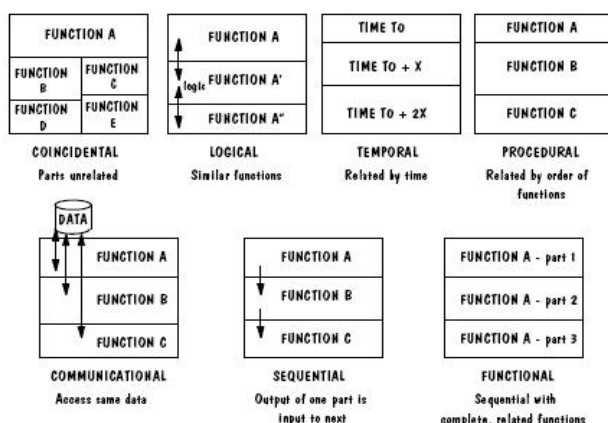 FUNCTION A
FUNCTION B
FUNCTION C
FUNCTION D
FUNCTION E
COINCIDENTAL
Parts unrelated
FUNCTION A
logic
FUNCTION A'
FUNCTION A"
LOGICAL
Similar functions
TIME TO
TIME TO + X
TIME TO + 2X
TEMPORAL
Related by time
FUNCTION A
FUNCTION B
FUNCTION C
PROCEDURAL
Related by order of
functions
DATA
FUNCTION A
FUNCTION B
FUNCTION C
COMMUNICATIONAL
Access same data
FUNCTION A
FUNCTION B
FUNCTION C
SEQUENTIAL
Output of one part is
input to next
FUNCTION A - part 1
FUNCTION A - part 2
FUNCTION A - part 3
FUNCTIONAL
Sequential with
complete, related functions